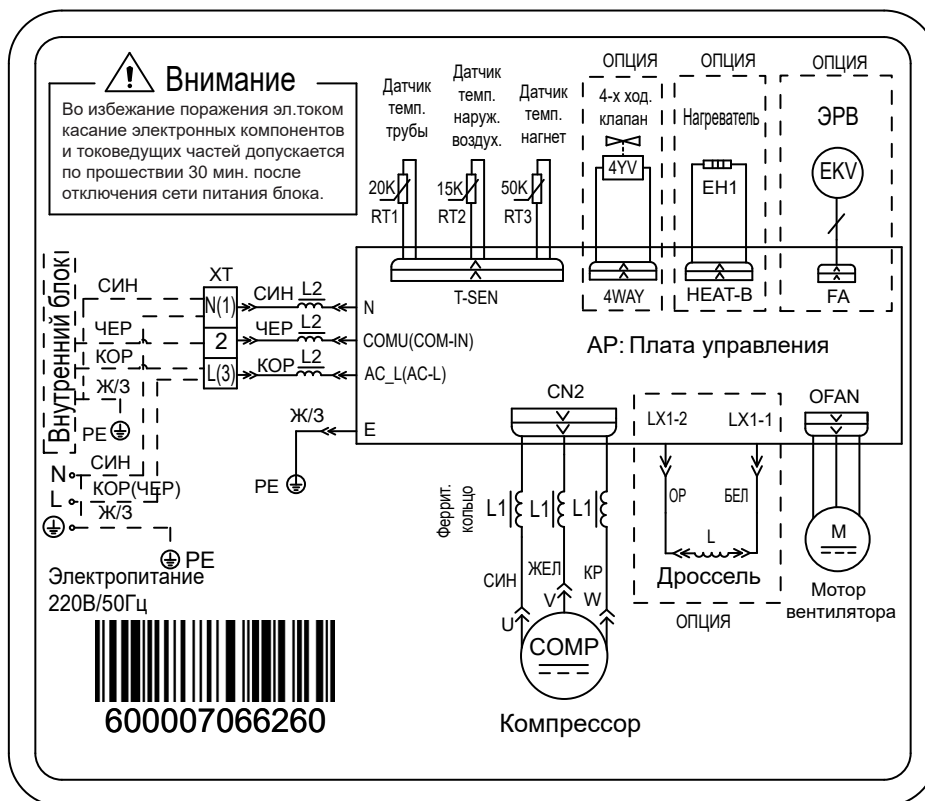 Внимание
Во избежание поражения эл.током
касание электронных компонентов
и токоведущих частей допускается
по прошествии 30 мин. после
отключения сети питания блока.
Датчик
темп.
трубы
Датчик
темп.
наруж.
воздух.
Датчик
темп.
нагнет
ОПЦИЯ
4-х ход.
клапан
4YV
ОПЦИЯ
Нагреватель
EH1
ОПЦИЯ
ЭРВ
EKV
20K
RT1
15K
RT2
50K
RT3
T-SEN
4WAY
HEAT-B
FA
Внутренний блок
СИН
ЧЕР
КОР
Ж/З
PE
XT
N(1)
2
L(3)
СИН
L2
ЧЕР
L2
КОР
L2
N
COMU(COM-IN)
AC_L(AC-L)
E
Ж/З
PE
AP: Плата управления
CN2
LX1-2
LX1-1
OFAN
N
СИН
L
КОР(ЧЕР)
Ж/З
PE
Электропитание
220В/50Гц
Феррит.
кольцо
L1
L1
L1
СИН
ЖЕЛ
КР
U
V
W
COMP
Компрессор
ОР
БЕЛ
L
Дроссель
ОПЦИЯ
M
Мотор
вентилятора
600007066260